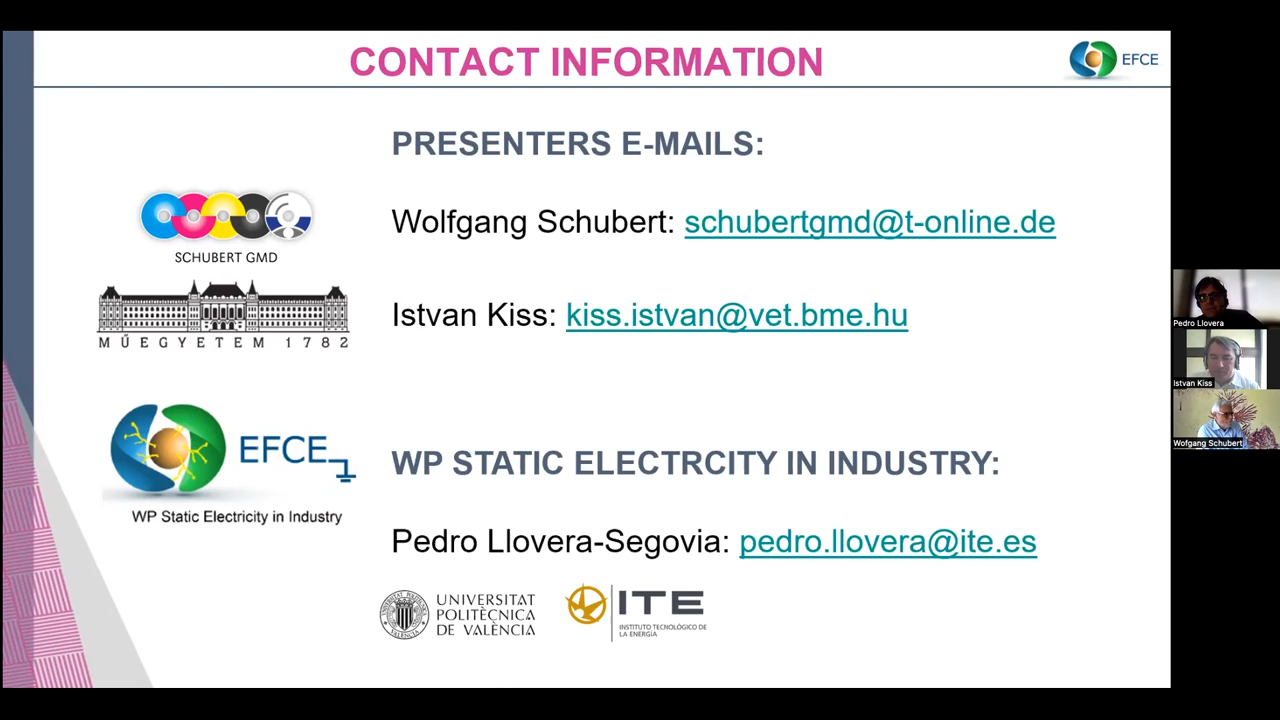 CONTACT INFORMATION
EFCE
PRESENTERS E-MAILS:
SCHUBERT GMD
Wolfgang Schubert: schubertgmd@t-online.de
MŰEGYETEM 1782
Istvan Kiss: kiss.istvan@vet.bme.hu
EFCE
WP Static Electricity in Industry
WP STATIC ELECTRCITY IN INDUSTRY:
Pedro Llovera-Segovia: pedro.llovera@ite.es
UNIVERSITAT
POLITÈCNICA
DE VALÈNCIA
ITE
INSTITUTO TECNOLÓGICO DE
LA ENERGÍA
Pedro Llovera
Istvan Kiss
Wofgang Schubert